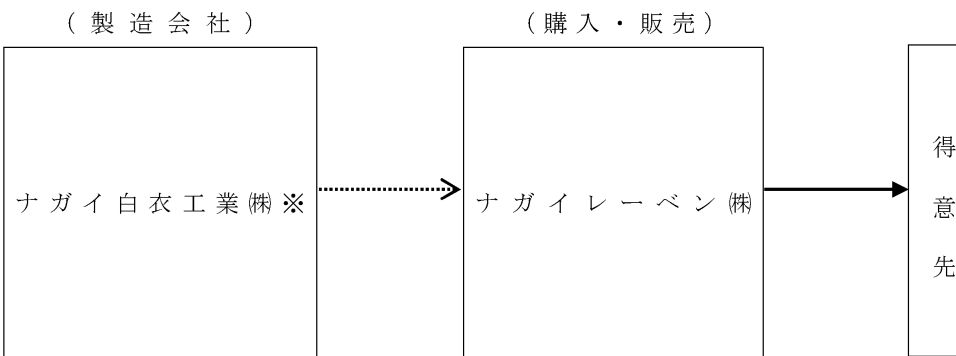 (製造会社)
(購入・販売)
ナガイ白衣工業㈱※
ナガイレーベン㈱
得
意
先